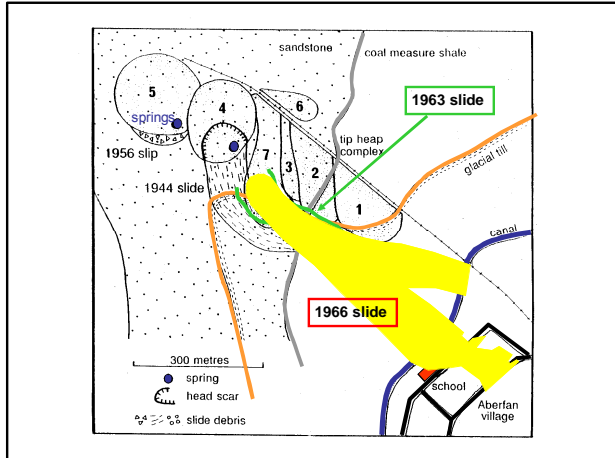 sandstone
coal measure shale
5
4
6
1963 slide
springs
tip heap
complex
1956 slip
7
3
2
glacial till
1944 slide
1
canal
1966 slide
300 metres
spring
head scar
slide debris
school
Aberfan
village